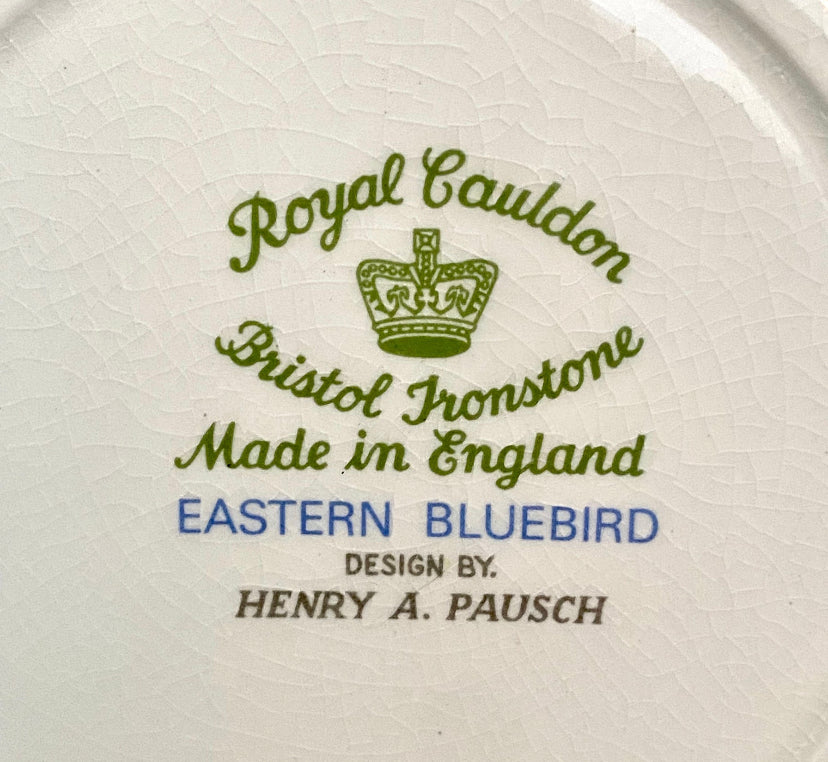 Royal Cauldon
Bristol Ironstone
Made in England
EASTERN BLUEBIRD
DESIGN BY.
HENRY A. PAUSCH